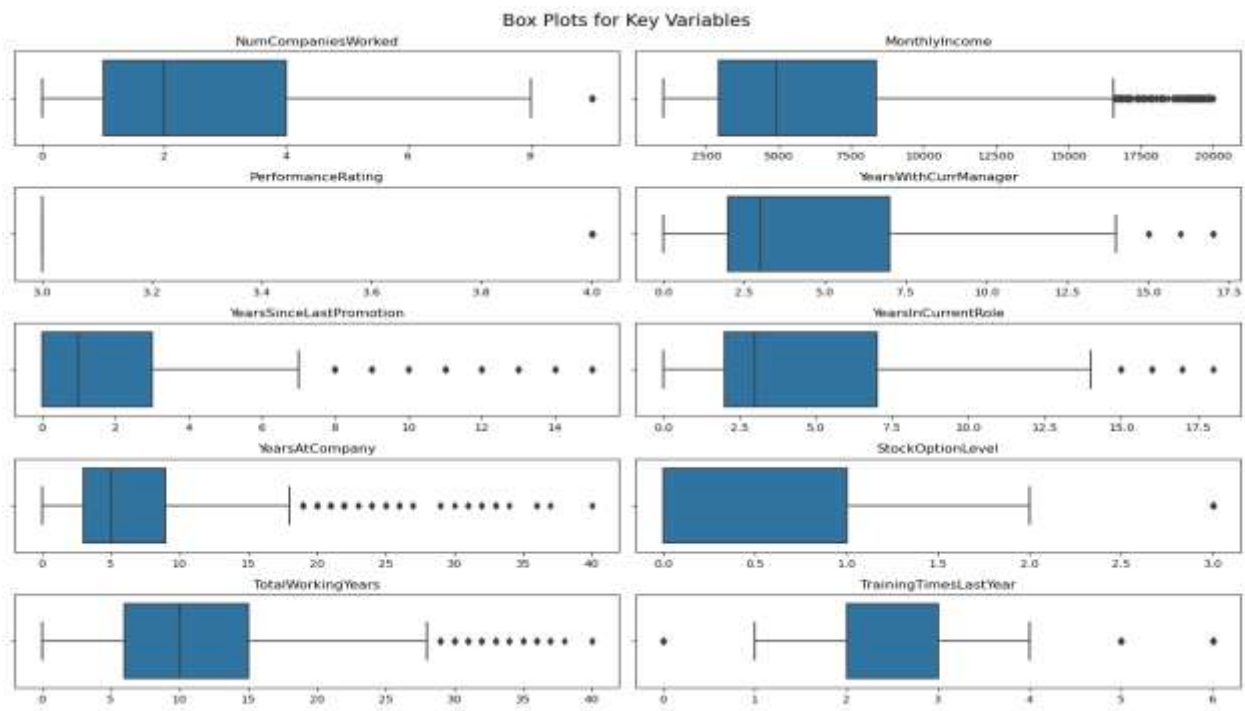 Box Plots for Key Variables
NumCompaniesWorked
0 2 4 6 8
MonthlyIncome
2500 5000 7500 10000 12500 15000 17500 20000
PerformanceRating
3.0 3.2 3.4 3.6 3.8 4.0
YearsWithCurrManager
0.0 2.5 5.0 7.5 10.0 12.5 15.0 17.5
YearsSinceLastPromotion
0 2 4 6 8 10 12 14
YearsInCurrentRole
0.0 2.5 5.0 7.5 10.0 12.5 15.0 17.5
YearsAtCompany
0 5 10 15 20 25 30 35 40
StockOptionLevel
0.0 0.5 1.0 1.5 2.0 2.5 3.0
TotalWorkingYears
0 5 10 15 20 25 30 35 40
TrainingTimesLastYear
0 1 2 3 4 5 6